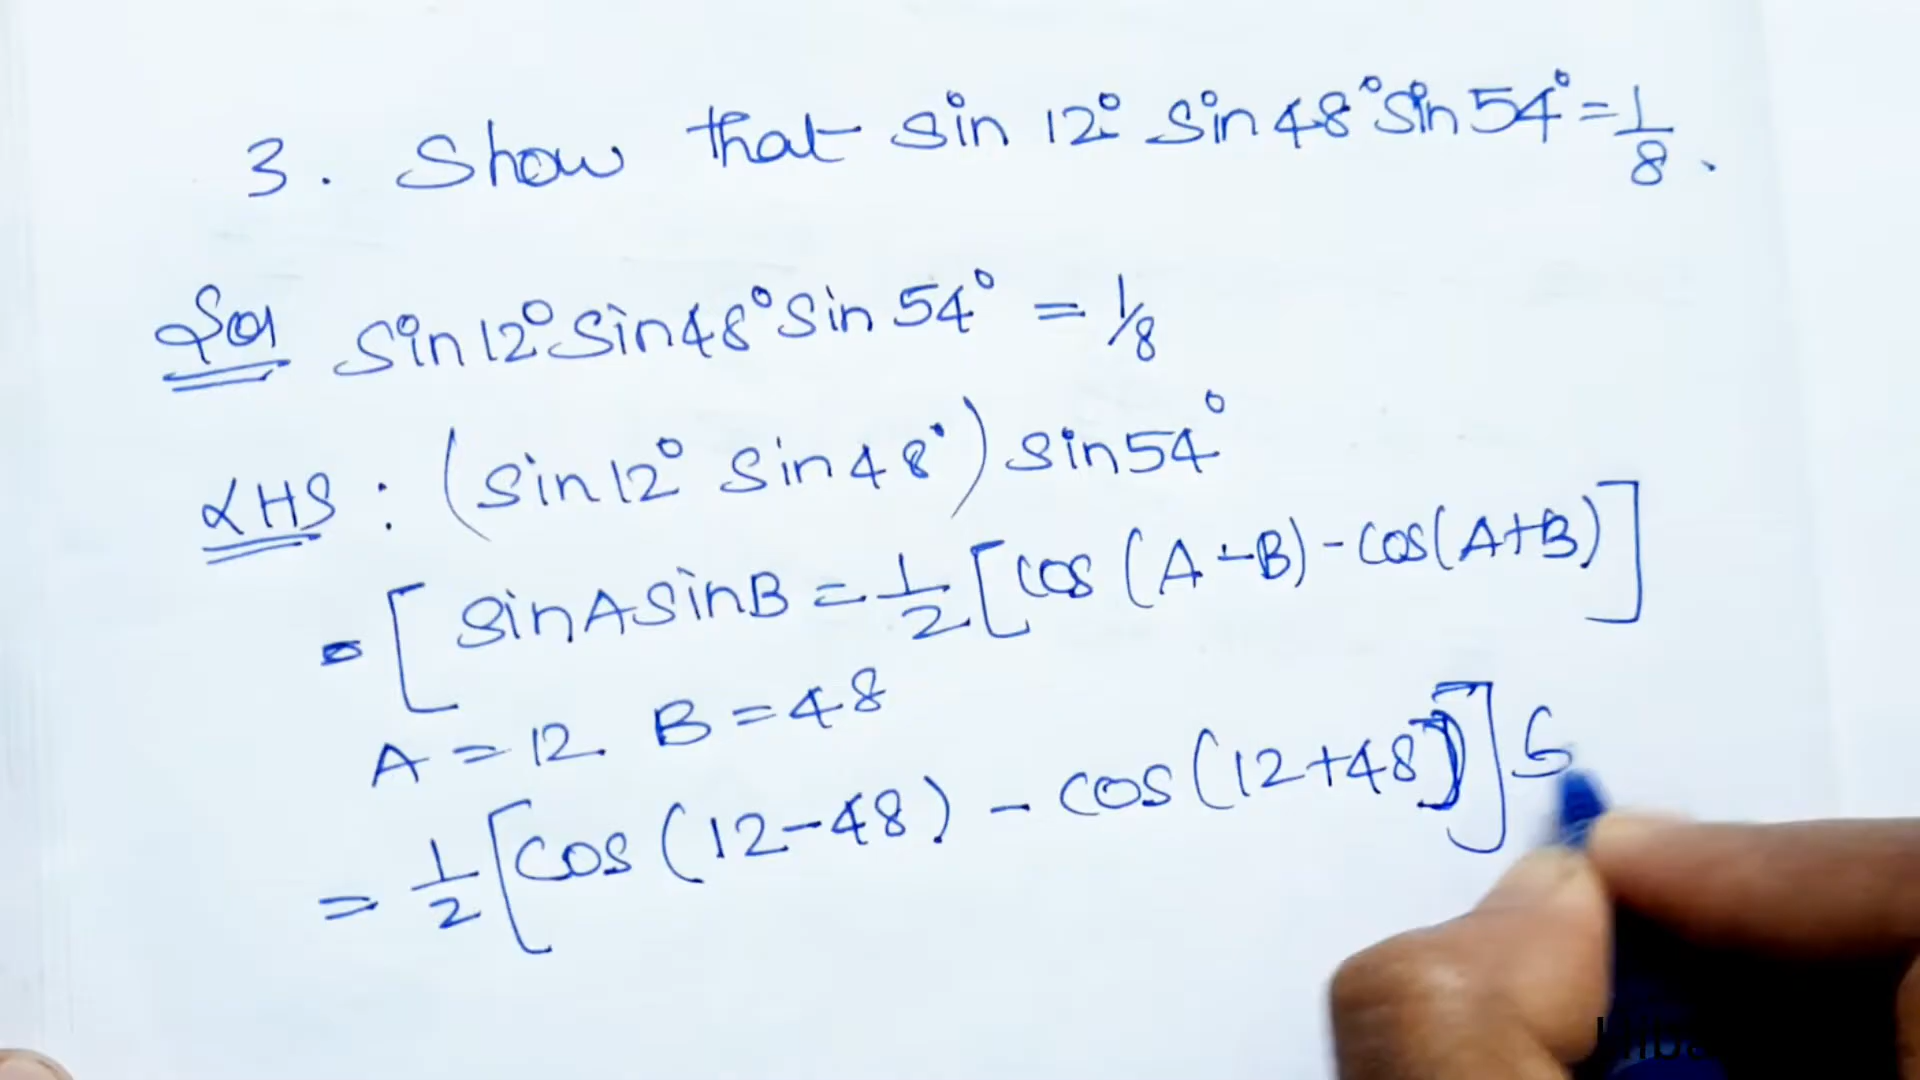 3. Show that sin 12° sin 48° sin 54° = 1/8.
Sol sin 12° sin 48° sin 54° = 1/8
LHS : (sin 12° sin 48°) sin 54°
= [ sin A sin B = 1/2 [cos (A-B) - cos(A+B)]
A = 12 B = 48
= 1/2 [cos (12-48) - cos (12+48)]